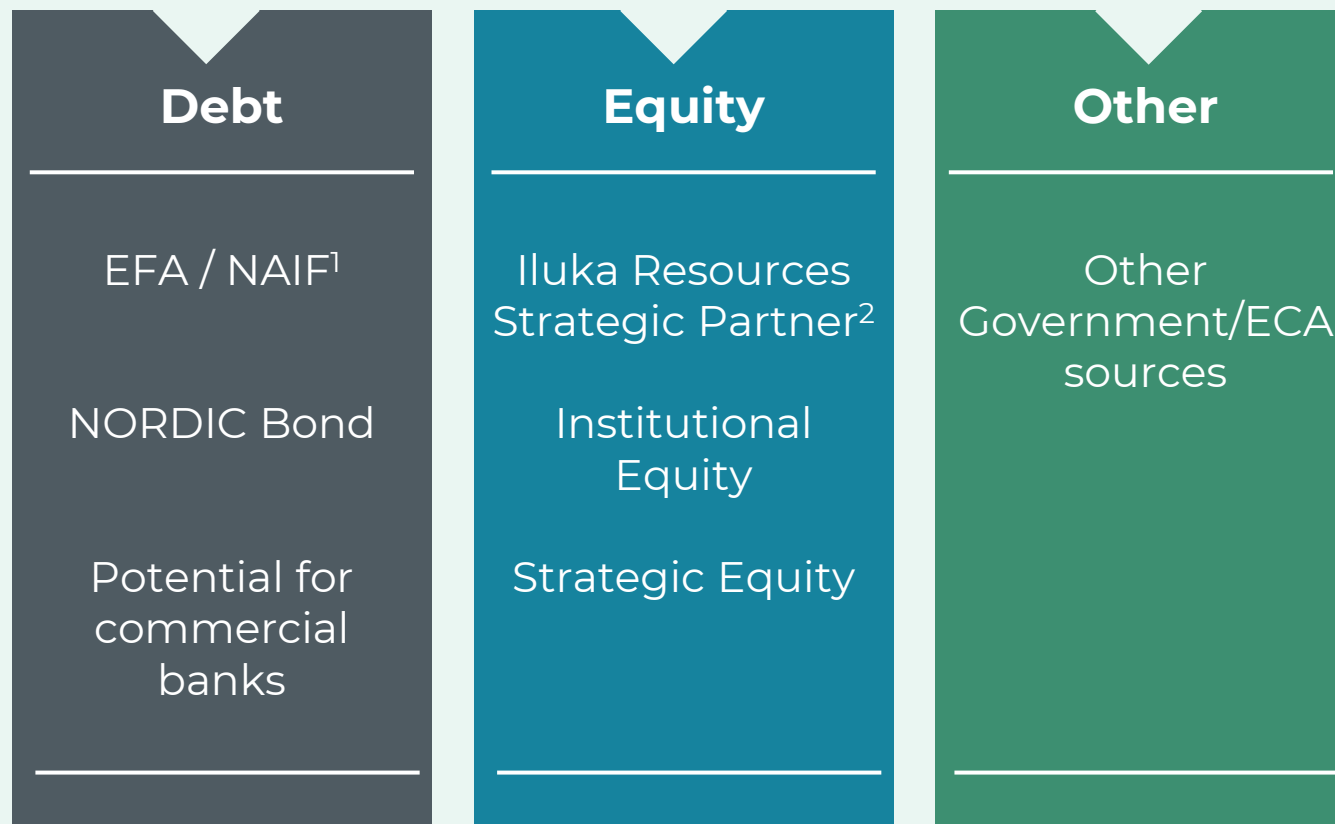 Debt
EFA / NAIF¹
NORDIC Bond
Potential for
commercial
banks
Equity
Iluka Resources
Strategic Partner²
Institutional
Equity
Strategic Equity
Other
Other
Government/ECA
sources